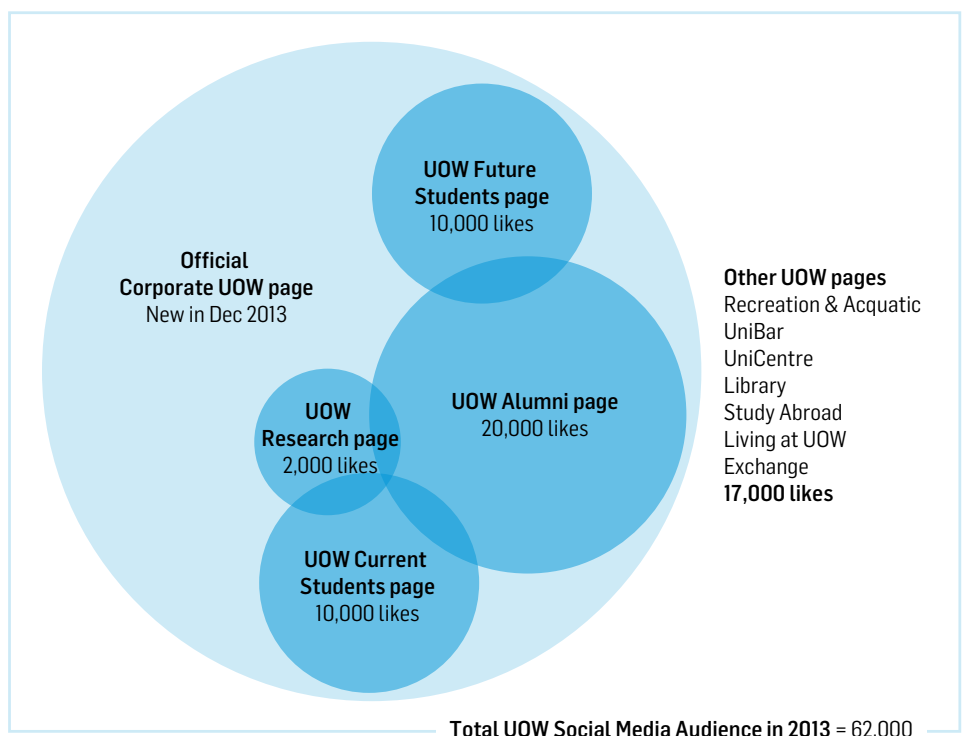 UOW Future
Students page
10,000 likes
Official
Corporate UOW page
New in Dec 2013
UOW Alumni page
20,000 likes
UOW
Research page
2,000 likes
UOW Current
Students page
10,000 likes
Other UOW pages
Recreation & Acquatic
UniBar
UniCentre
Library
Study Abroad
Living at UOW
Exchange
17,000 likes
Total UOW Social Media Audience in 2013 = 62,000